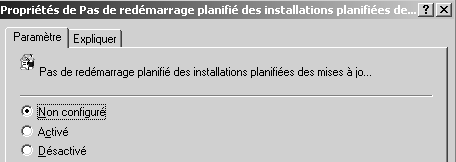 Propriétés de Pas de redémarrage planifié des installations planifiées de...
Paramètre Expliquer
Pas de redémarrage planifié des installations planifiées des mises à jo...
Non configuré
Activé
Désactivé